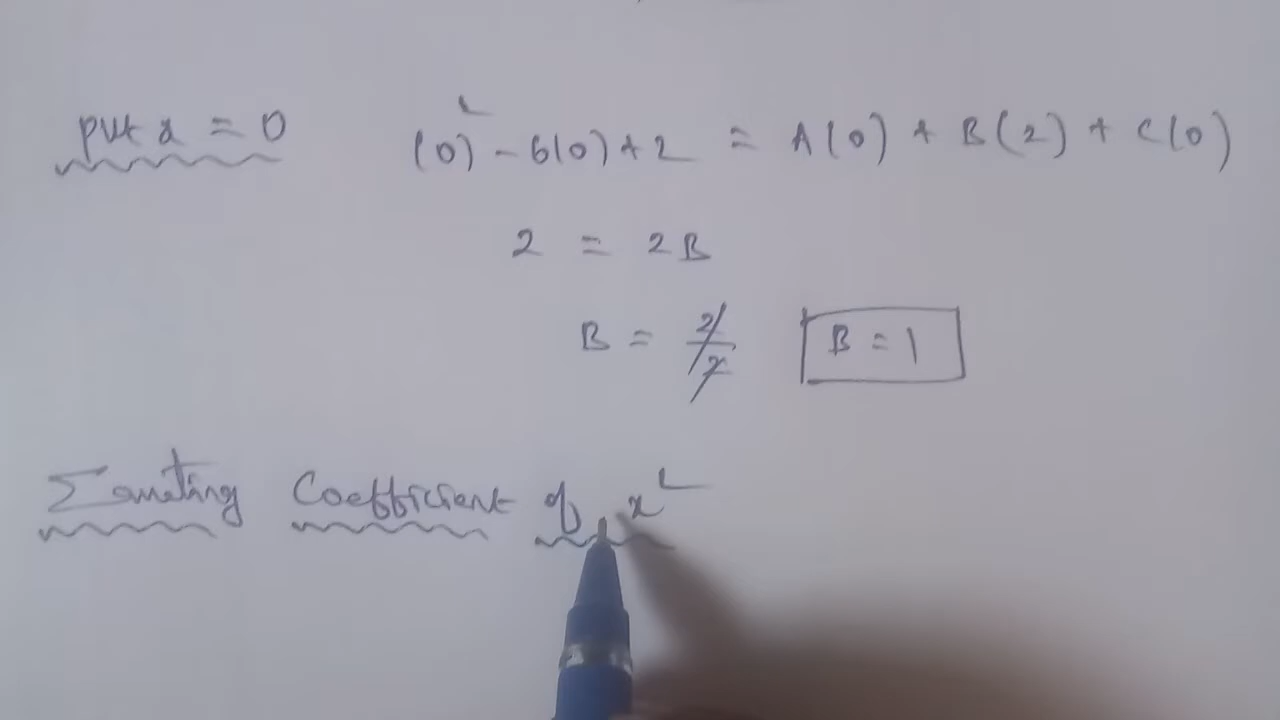 put x = 0 (0)² - 6(0) + 2 = A(0) + B(2) + C(0)
2 = 2B
B = 2/2 B = 1
Equating Coefficient of x²